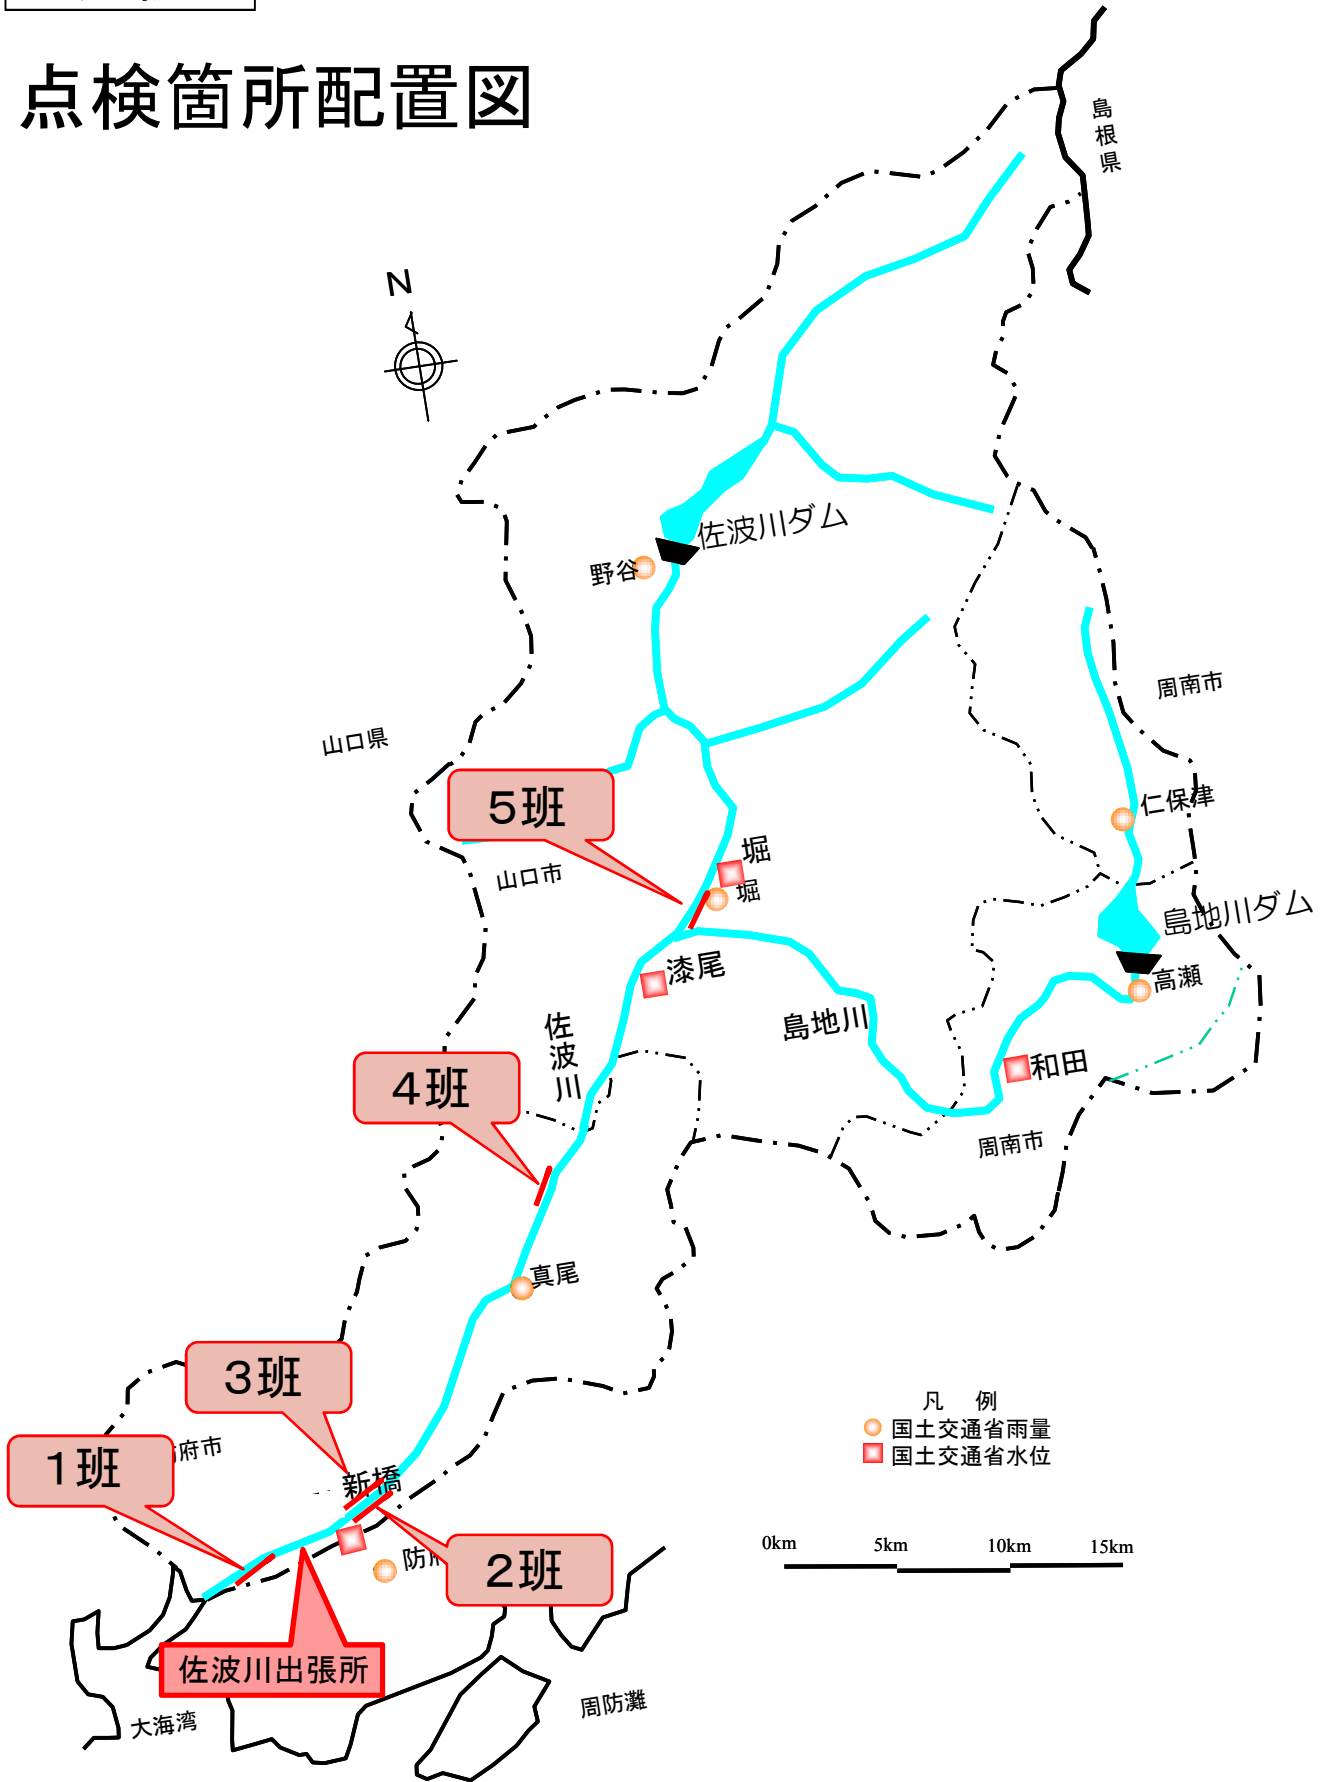 点検箇所配置図
島根県
N
佐波川ダム
野谷
周南市
山口県
仁保津
5班
堀
山口市
堀
島地川ダム
漆尾
高瀬
佐波川
島地川
和田
4班
周南市
真尾
3班
凡 例
国土交通省雨量
国土交通省水位
府市
1班
新橋
0km
5km
10km
15km
防
2班
佐波川出張所
周防灘
大海湾